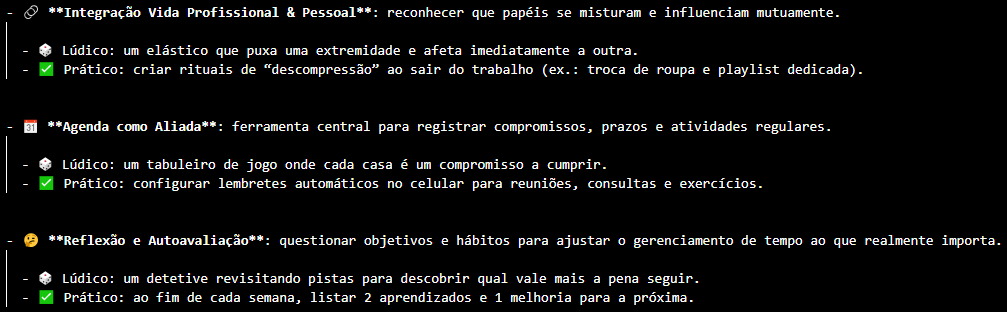 - 🔗 **Integração Vida Profissional & Pessoal**: reconhecer que papéis se misturam e influenciam mutuamente.
- 🎲 Lúdico: um elástico que puxa uma extremidade e afeta imediatamente a outra.
- ✅ Prático: criar rituais de “descompressão” ao sair do trabalho (ex.: troca de roupa e playlist dedicada).
- 📅 **Agenda como Aliada**: ferramenta central para registrar compromissos, prazos e atividades regulares.
- 🎲 Lúdico: um tabuleiro de jogo onde cada casa é um compromisso a cumprir.
- ✅ Prático: configurar lembretes automáticos no celular para reuniões, consultas e exercícios.
- 🤔 **Reflexão e Autoavaliação**: questionar objetivos e hábitos para ajustar o gerenciamento de tempo ao que realmente importa.
- 🎲 Lúdico: um detetive revisitando pistas para descobrir qual vale mais a pena seguir.
- ✅ Prático: ao fim de cada semana, listar 2 aprendizados e 1 melhoria para a próxima.